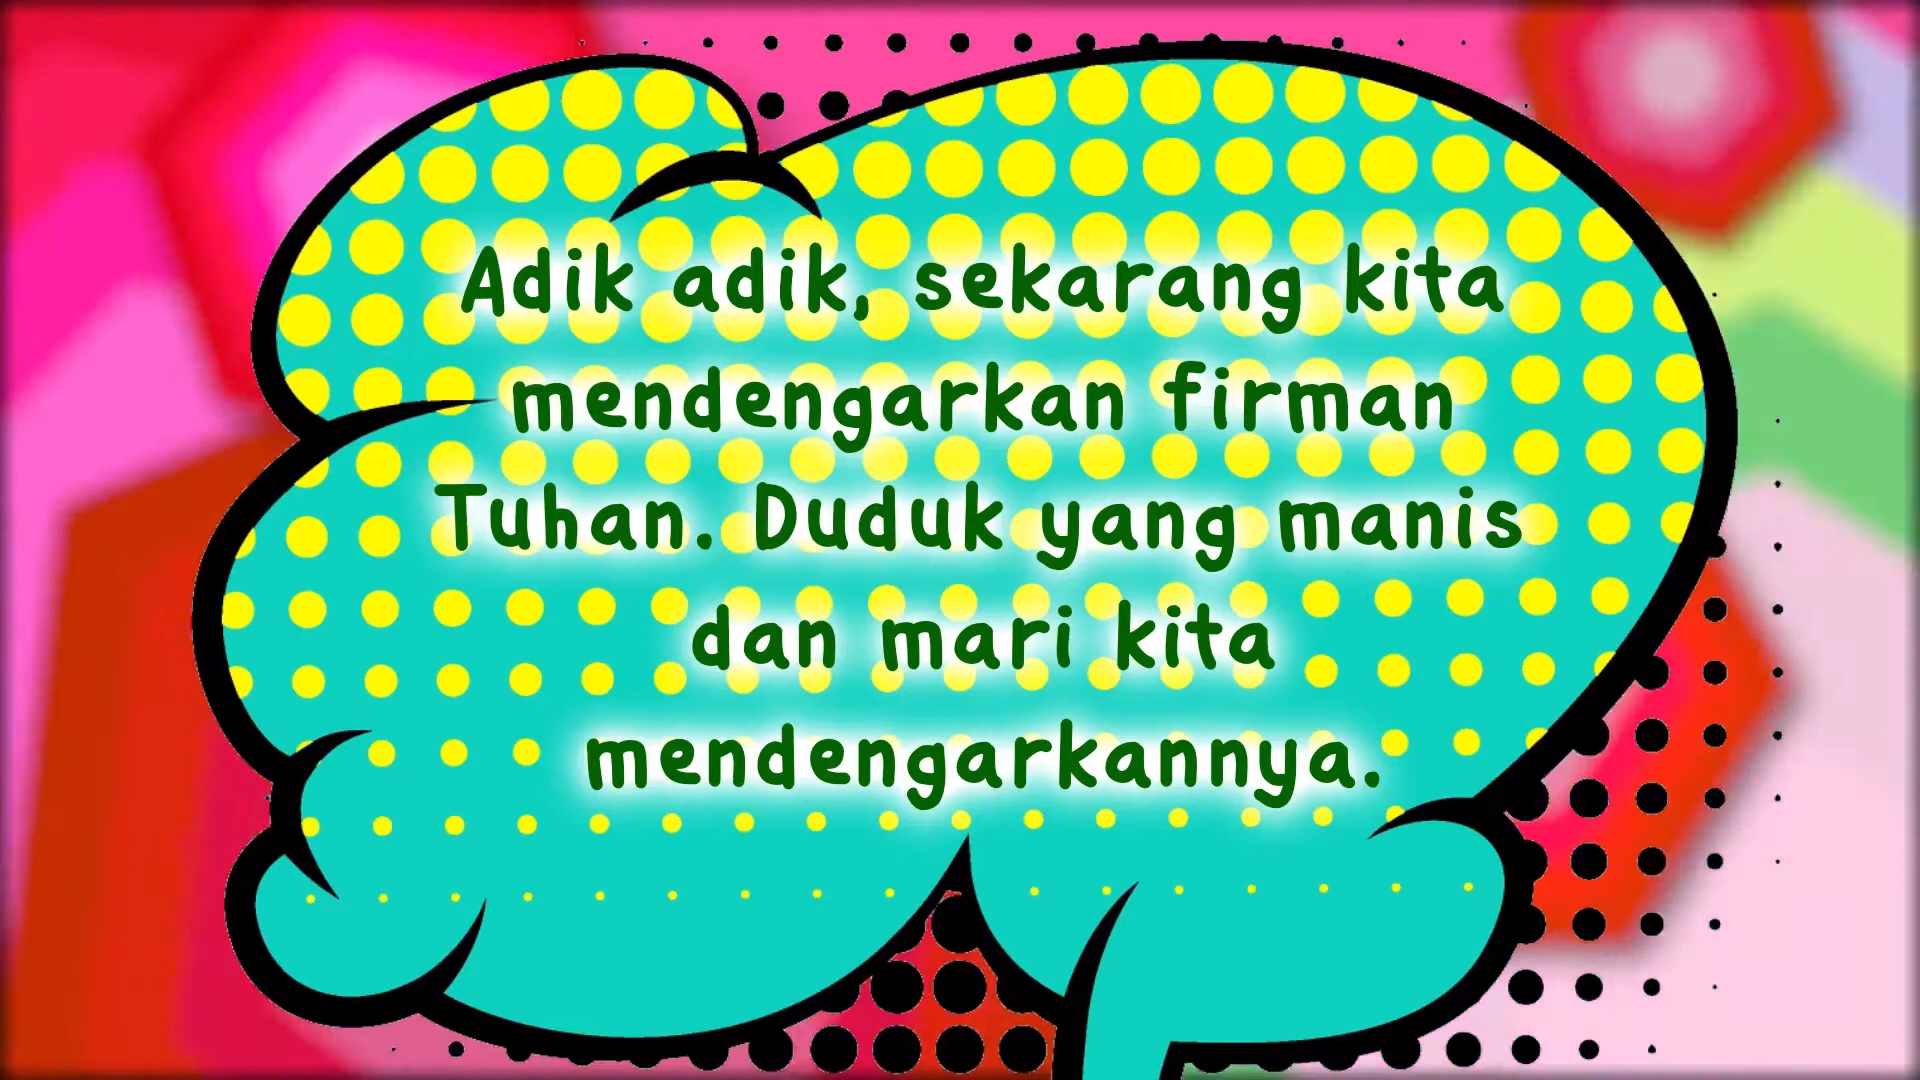 Adik adik, sekarang kita
mendengarkan firman
Tuhan. Duduk yang manis
dan mari kita
mendengarkannya.